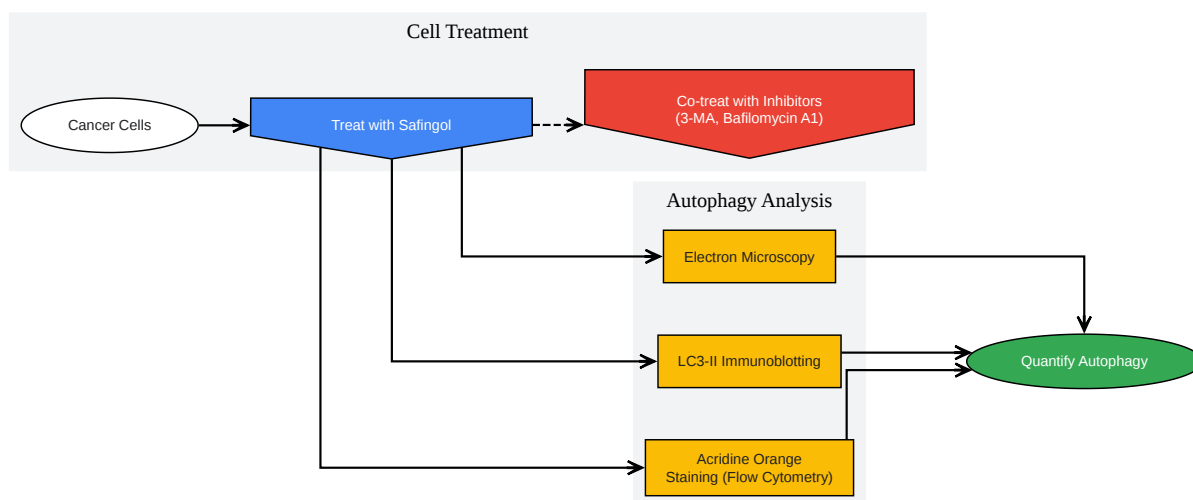 Cell Treatment
Cancer Cells
Treat with Safingol
Co-treat with Inhibitors
(3-MA, Bafilomycin A1)
Autophagy Analysis
Electron Microscopy
LC3-II Immunoblotting
Quantify Autophagy
Acridine Orange
Staining (Flow Cytometry)